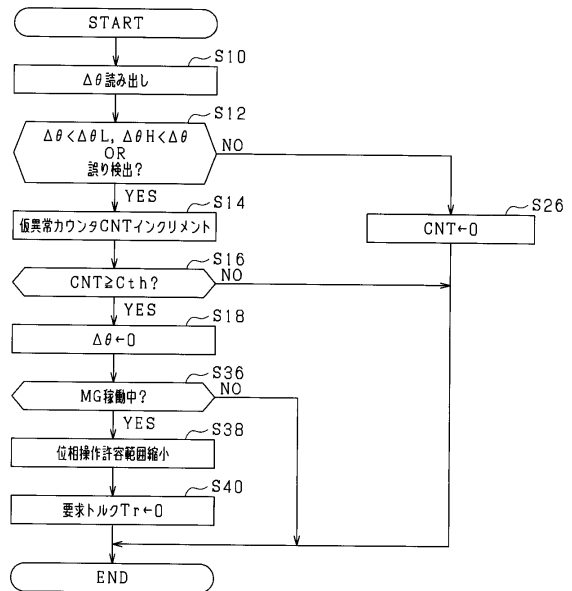 START
S10
Δθ読み出し
S12
Δθ<ΔθL, ΔθH<Δθ
OR
誤り検出?
NO
YES
S14
仮異常カウンタCNTインクリメント
S26
CNT←0
S16
CNT≧Cth?
NO
YES
S18
Δθ←0
S36
MG稼働中?
NO
YES
S38
位相操作許容範囲縮小
S40
要求トルクTr←0
END